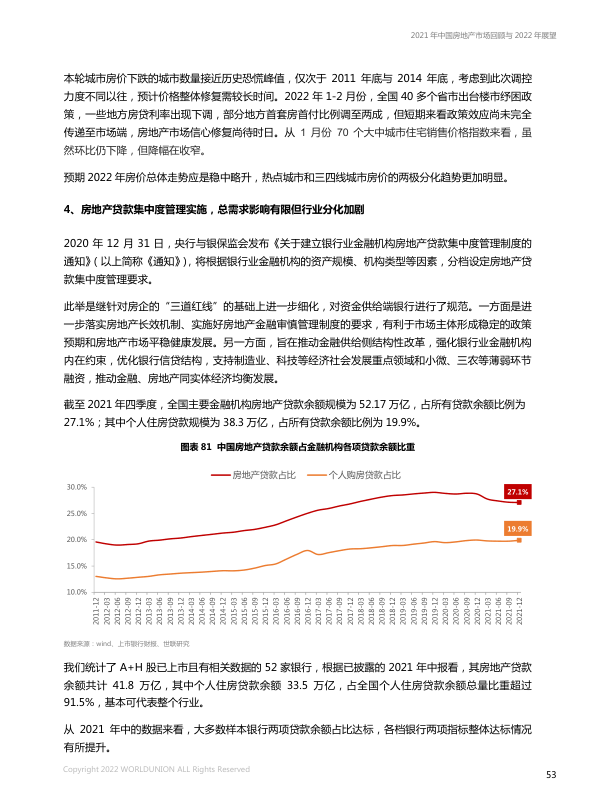 2021 年中国房地产市场回顾与 2022 年展望
本轮城市房价下跌的城市数量接近历史恐慌峰值，仅次于 2011 年底与 2014 年底，考虑到此次调控
力度不同以往，预计价格整体修复需较长时间。2022 年 1-2 月份，全国 40 多个省市出台楼市纾困政
策，一些地方房贷利率出现下调，部分地方首套房首付比例调至两成，但短期来看政策效应尚未完全
传递至市场端，房地产市场信心修复尚待时日。从 1 月份 70 个大中城市住宅销售价格指数来看，虽
然环比仍下降，但降幅在收窄。
预期 2022 年房价总体走势应是稳中略升，热点城市和三四线城市房价的两极分化趋势更加明显。
4、房地产贷款集中度管理实施，总需求影响有限但行业分化加剧
2020 年 12 月 31 日，央行与银保监会发布《关于建立银行业金融机构房地产贷款集中度管理制度的
通知》（以上简称《通知》），将根据银行业金融机构的资产规模、机构类型等因素，分档设定房地产贷
款集中度管理要求。
此举是继针对房企的“三道红线”的基础上进一步细化，对资金供给端银行进行了规范。一方面是进
一步落实房地产长效机制、实施好房地产金融审慎管理制度的要求，有利于市场主体形成稳定的政策
预期和房地产市场平稳健康发展。另一方面，旨在推动金融供给侧结构性改革，强化银行业金融机构
内在约束，优化银行信贷结构，支持制造业、科技等经济社会发展重点领域和小微、三农等薄弱环节
融资，推动金融、房地产同实体经济均衡发展。
截至 2021 年四季度，全国主要金融机构房地产贷款余额规模为 52.17 万亿，占所有贷款余额比例为
27.1%；其中个人住房贷款规模为 38.3 万亿，占所有贷款余额比例为 19.9%。
图表 81 中国房地产贷款余额占金融机构各项贷款余额比重
房地产贷款占比 个人购房贷款占比
30.0%
25.0%
20.0%
15.0%
10.0%
27.1%
19.9%
2011-12
2012-03
2012-06
2012-09
2012-12
2013-03
2013-06
2013-09
2013-12
2014-03
2014-06
2014-09
2014-12
2015-03
2015-06
2015-09
2015-12
2016-03
2016-06
2016-09
2016-12
2017-03
2017-06
2017-09
2017-12
2018-03
2018-06
2018-09
2018-12
2019-03
2019-06
2019-09
2019-12
2020-03
2020-06
2020-09
2020-12
2021-03
2021-06
2021-09
2021-12
数据来源：wind、上市银行财报、世联研究
我们统计了 A+H 股已上市且有相关数据的 52 家银行，根据已披露的 2021 年中报看，其房地产贷款
余额共计 41.8 万亿，其中个人住房贷款余额 33.5 万亿，占全国个人住房贷款余额总量比重超过
91.5%，基本可代表整个行业。
从 2021 年中的数据来看，大多数样本银行两项贷款余额占比达标，各档银行两项指标整体达标情况
有所提升。
Copyright 2022 WORLDUNION ALL Rights Reserved
53